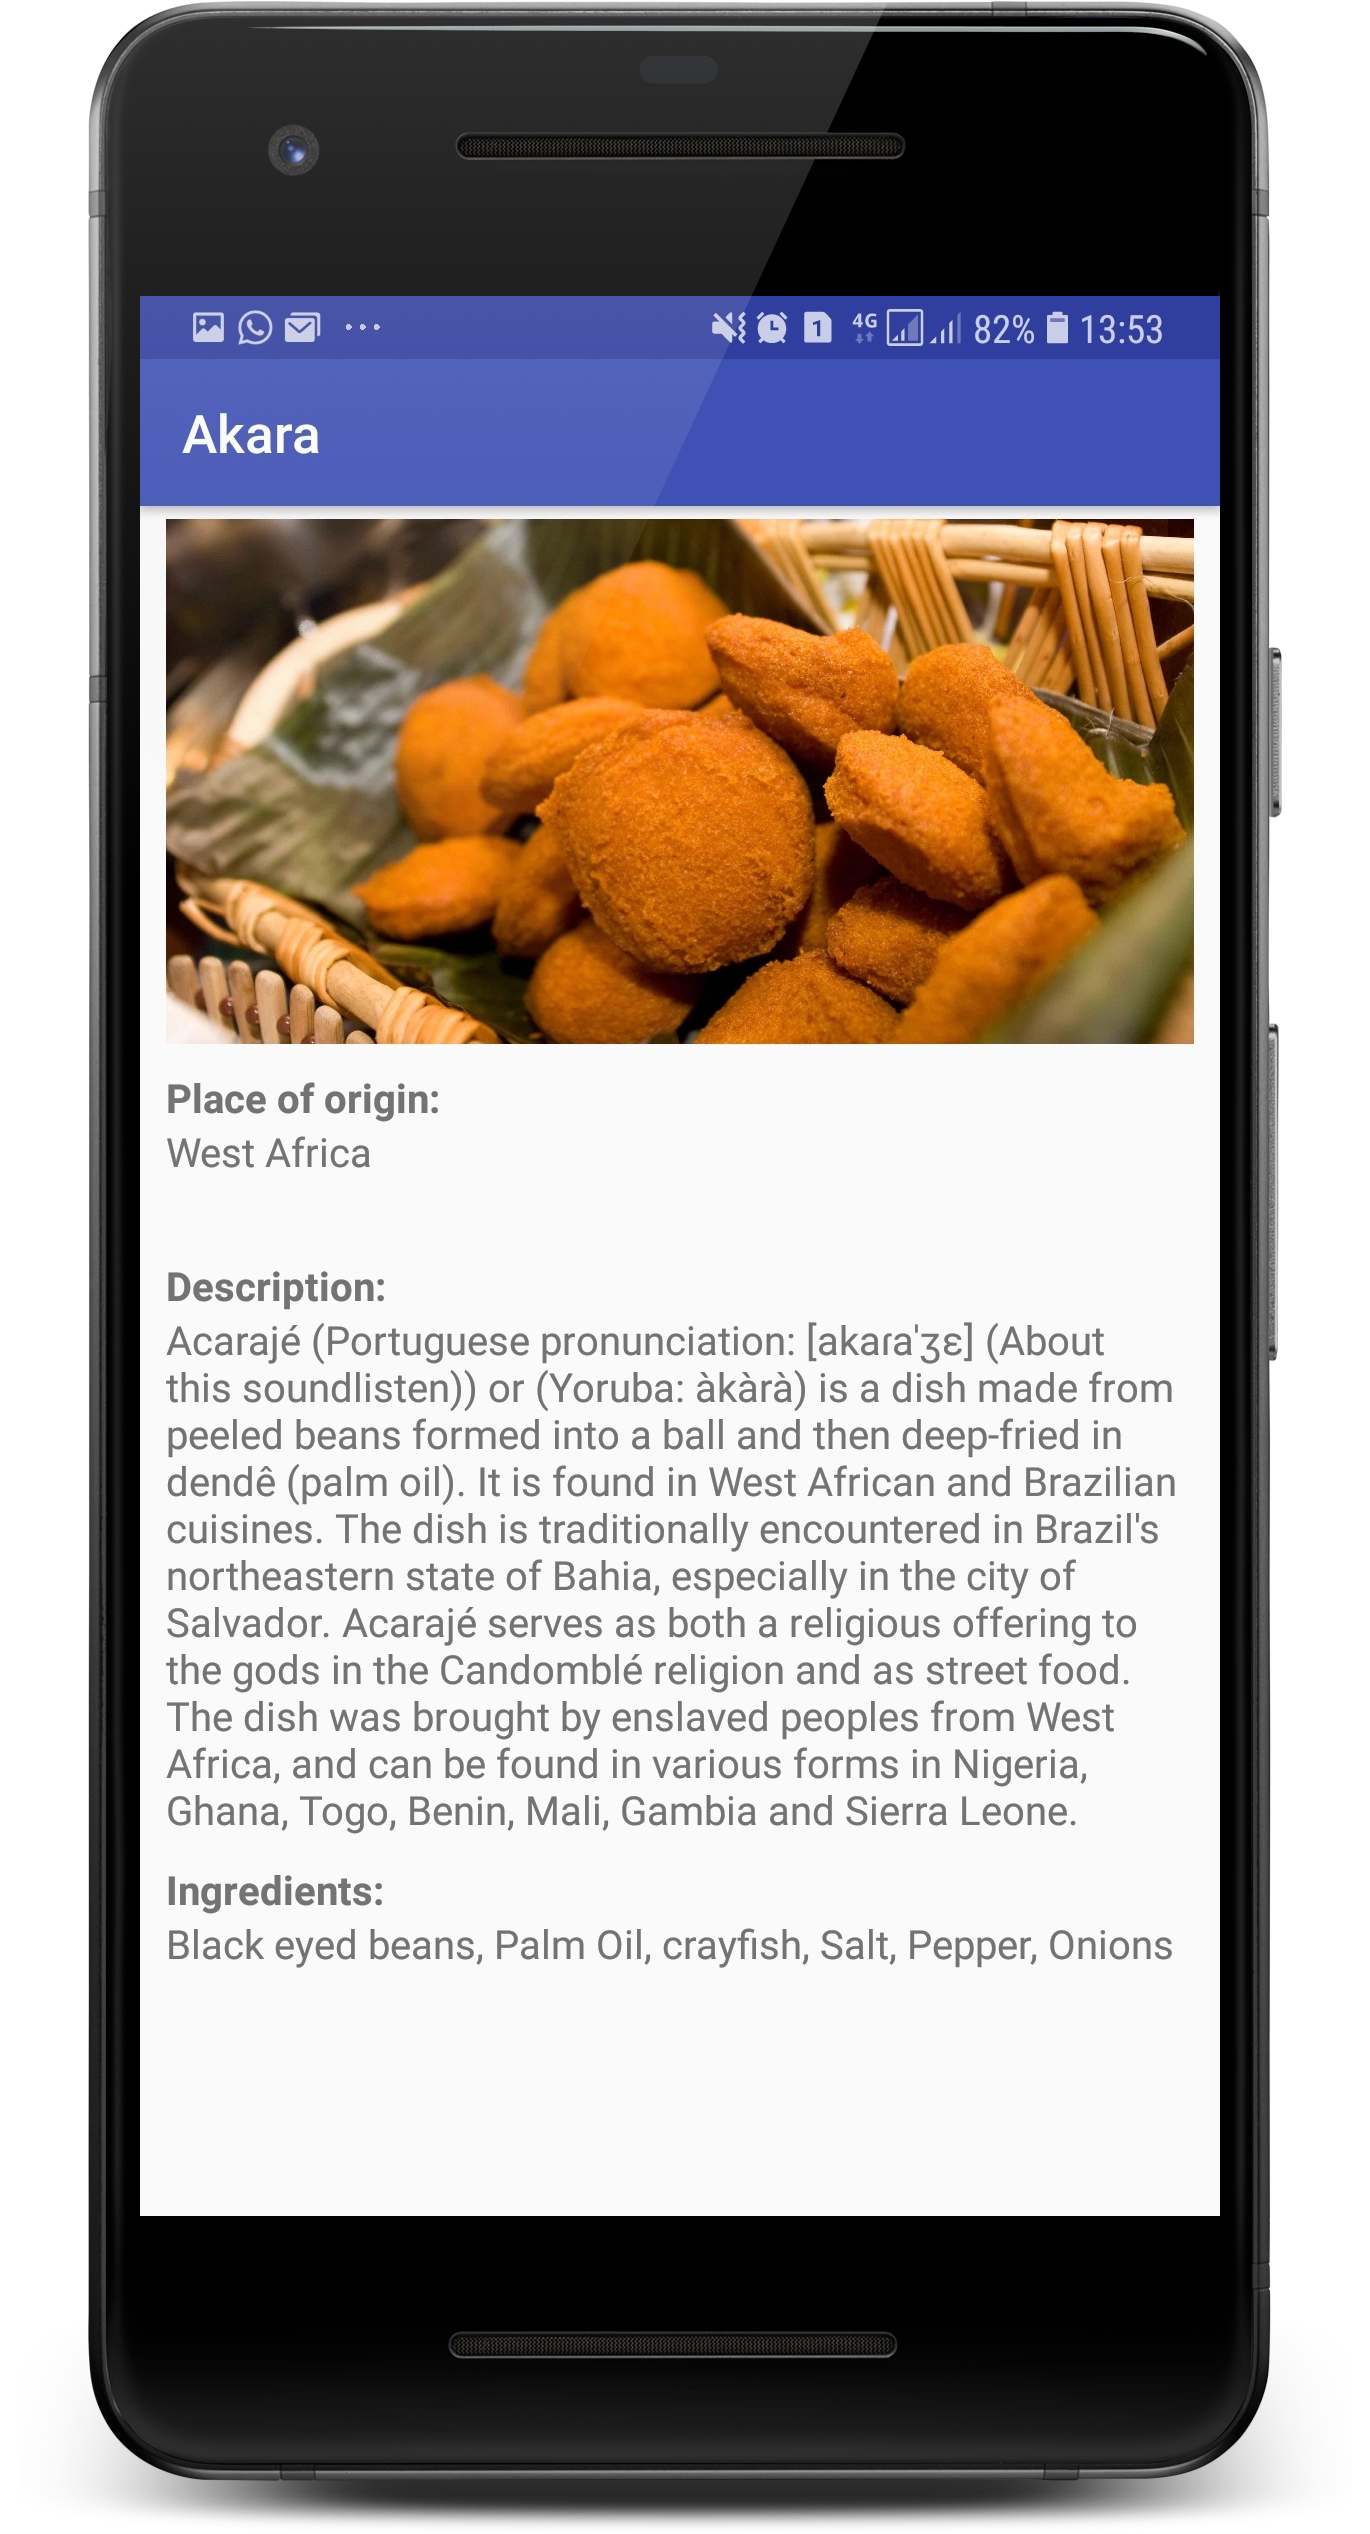 1 4G 82% 13:53
Akara
Place of origin:
West Africa
Description:
Acarajé (Portuguese pronunciation: [akaɾaˈʒɛ] (About
this soundlisten)) or (Yoruba: àkàrà) is a dish made from
peeled beans formed into a ball and then deep-fried in
dendê (palm oil). It is found in West African and Brazilian
cuisines. The dish is traditionally encountered in Brazil's
northeastern state of Bahia, especially in the city of
Salvador. Acarajé serves as both a religious offering to
the gods in the Candomblé religion and as street food.
The dish was brought by enslaved peoples from West
Africa, and can be found in various forms in Nigeria,
Ghana, Togo, Benin, Mali, Gambia and Sierra Leone.
Ingredients:
Black eyed beans, Palm Oil, crayfish, Salt, Pepper, Onions